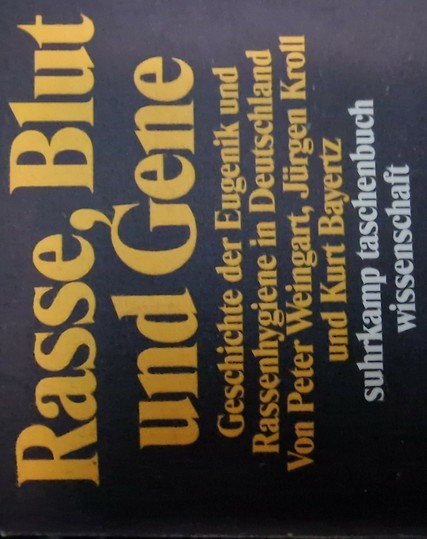 Rasse, Blut
und Gene
Geschichte der Eugenik und
Rassenhygiene in Deutschland
Von Peter Weingart, Jürgen Kroll
und Kurt Bayertz
suhrkamp taschenbuch
wissenschaft